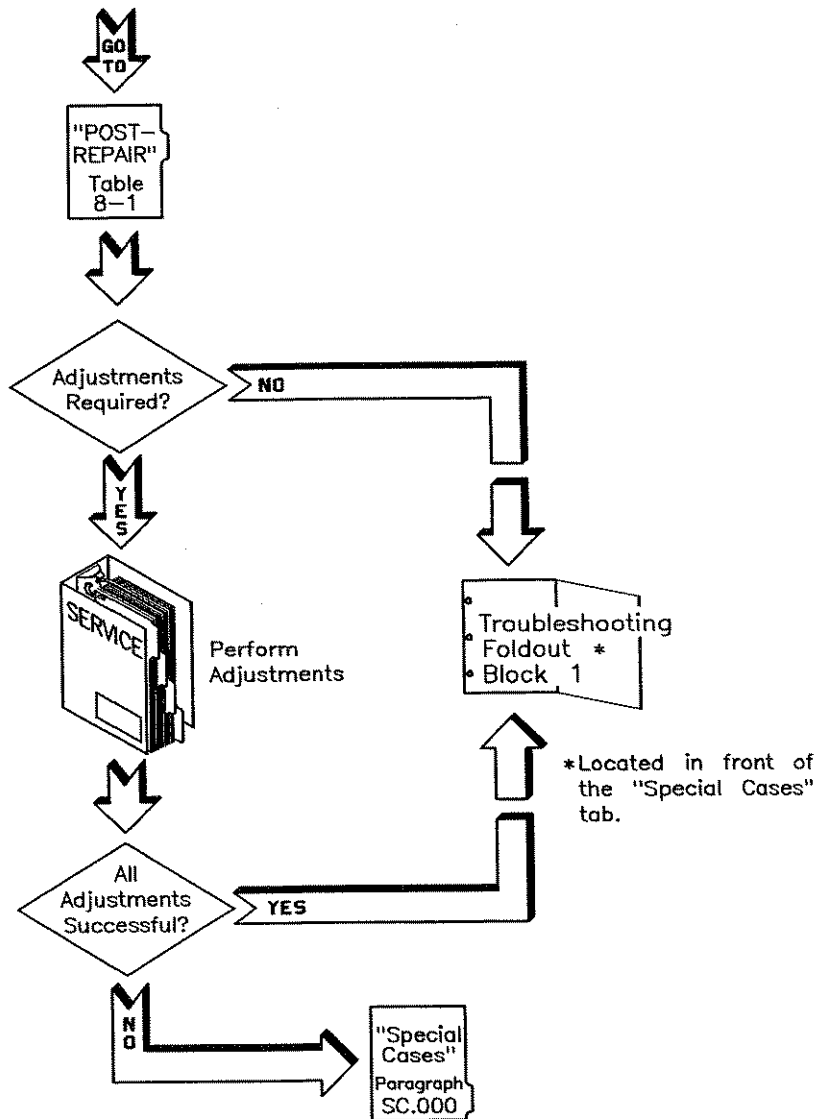 GO
TO
"POST-
REPAIR"
Table
8-1
Adjustments
Required?
NO
YES
SERVICE
Perform
Adjustments
Troubleshooting
Foldout *
Block 1
*Located in front of
the "Special Cases"
tab.
All
Adjustments
Successful?
YES
NO
"Special
Cases"
Paragraph
SC.000